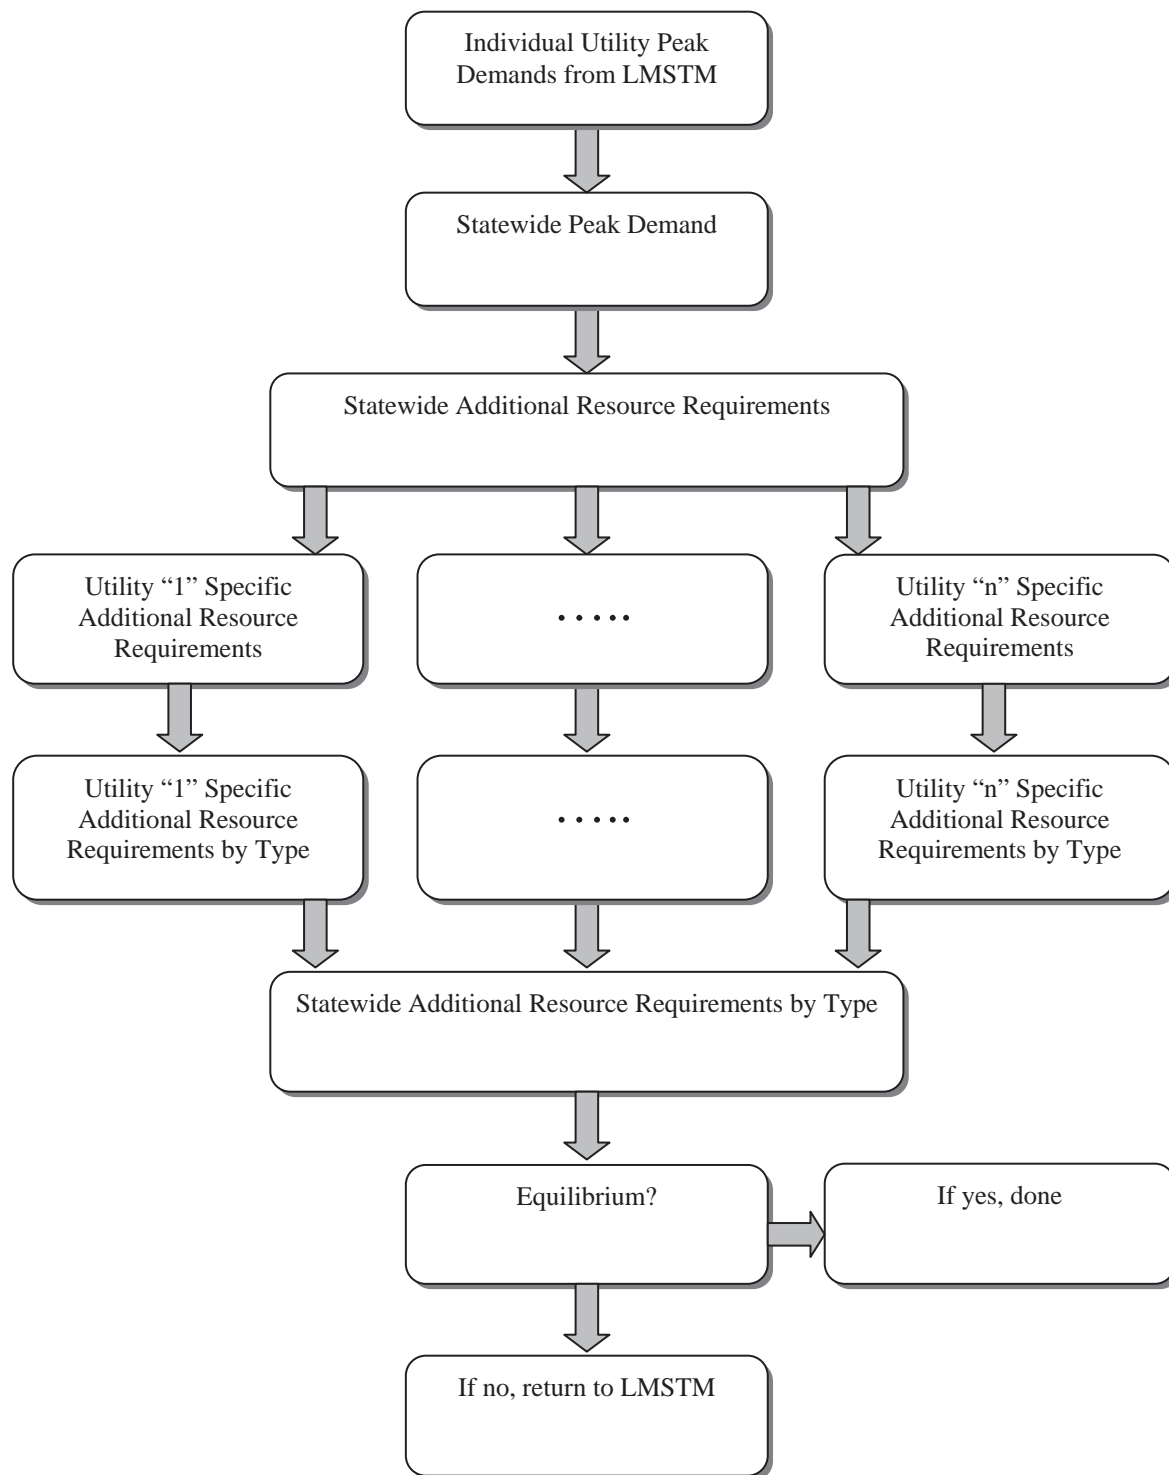 Individual Utility Peak
Demands from LMSTM
Statewide Peak Demand
Statewide Additional Resource Requirements
Utility “1” Specific
Additional Resource
Requirements
.....
Utility “n” Specific
Additional Resource
Requirements
Utility “1” Specific
Additional Resource
Requirements by Type
.....
Utility “n” Specific
Additional Resource
Requirements by Type
Statewide Additional Resource Requirements by Type
Equilibrium?
If yes, done
If no, return to LMSTM